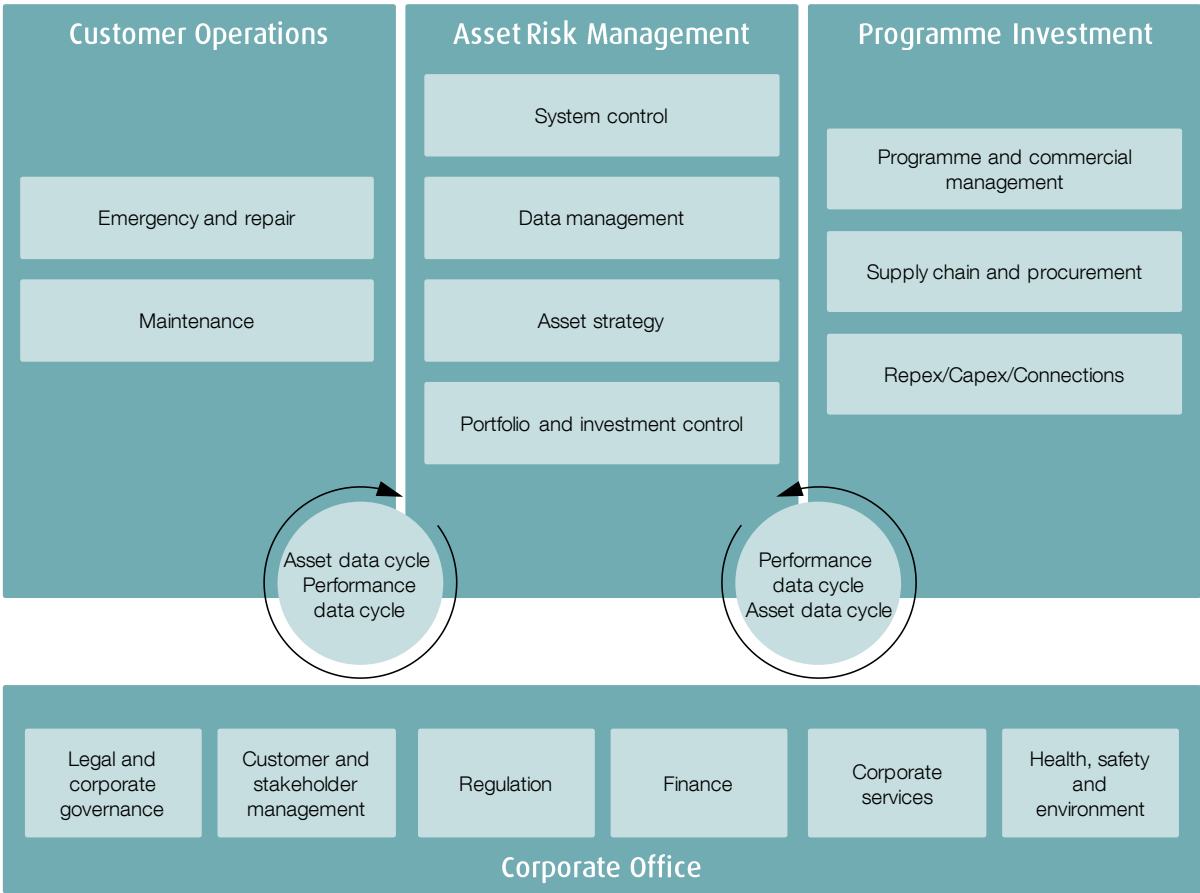 Customer Operations
Emergency and repair
Maintenance
Asset Risk Management
System control
Data management
Asset strategy
Portfolio and investment control
Programme Investment
Programme and commercial
management
Supply chain and procurement
Repex/Capex/Connections
Asset data cycle
Performance
data cycle
Performance
data cycle
Asset data cycle
Legal and
corporate
governance
Customer and
stakeholder
management
Regulation
Finance
Corporate
services
Health, safety
and
environment
Corporate Office